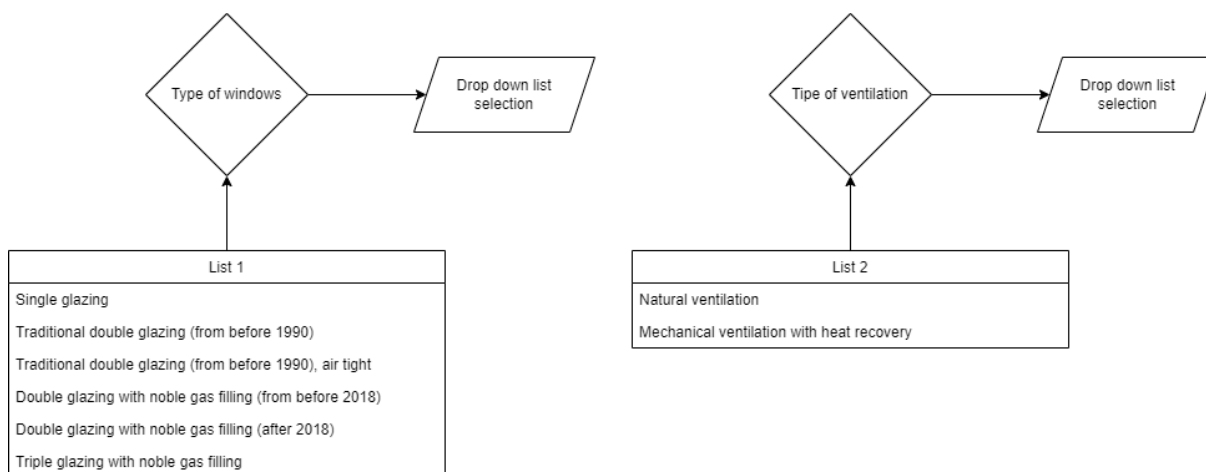 Type of windows
Drop down list
selection
List 1
Single glazing
Traditional double glazing (from before 1990)
Traditional double glazing (from before 1990), air tight
Double glazing with noble gas filling (from before 2018)
Double glazing with noble gas filling (after 2018)
Triple glazing with noble gas filling
Tipe of ventilation
Drop down list
selection
List 2
Natural ventilation
Mechanical ventilation with heat recovery